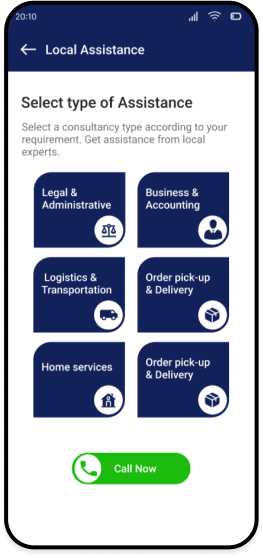 20:10
Local Assistance
Select type of Assistance
Select a consultancy type according to your
requirement. Get assistance from local
experts.
Legal &
Administrative
Business &
Accounting
Logistics &
Transportation
Order pick-up
& Delivery
Home services
Order pick-up
& Delivery
Call Now